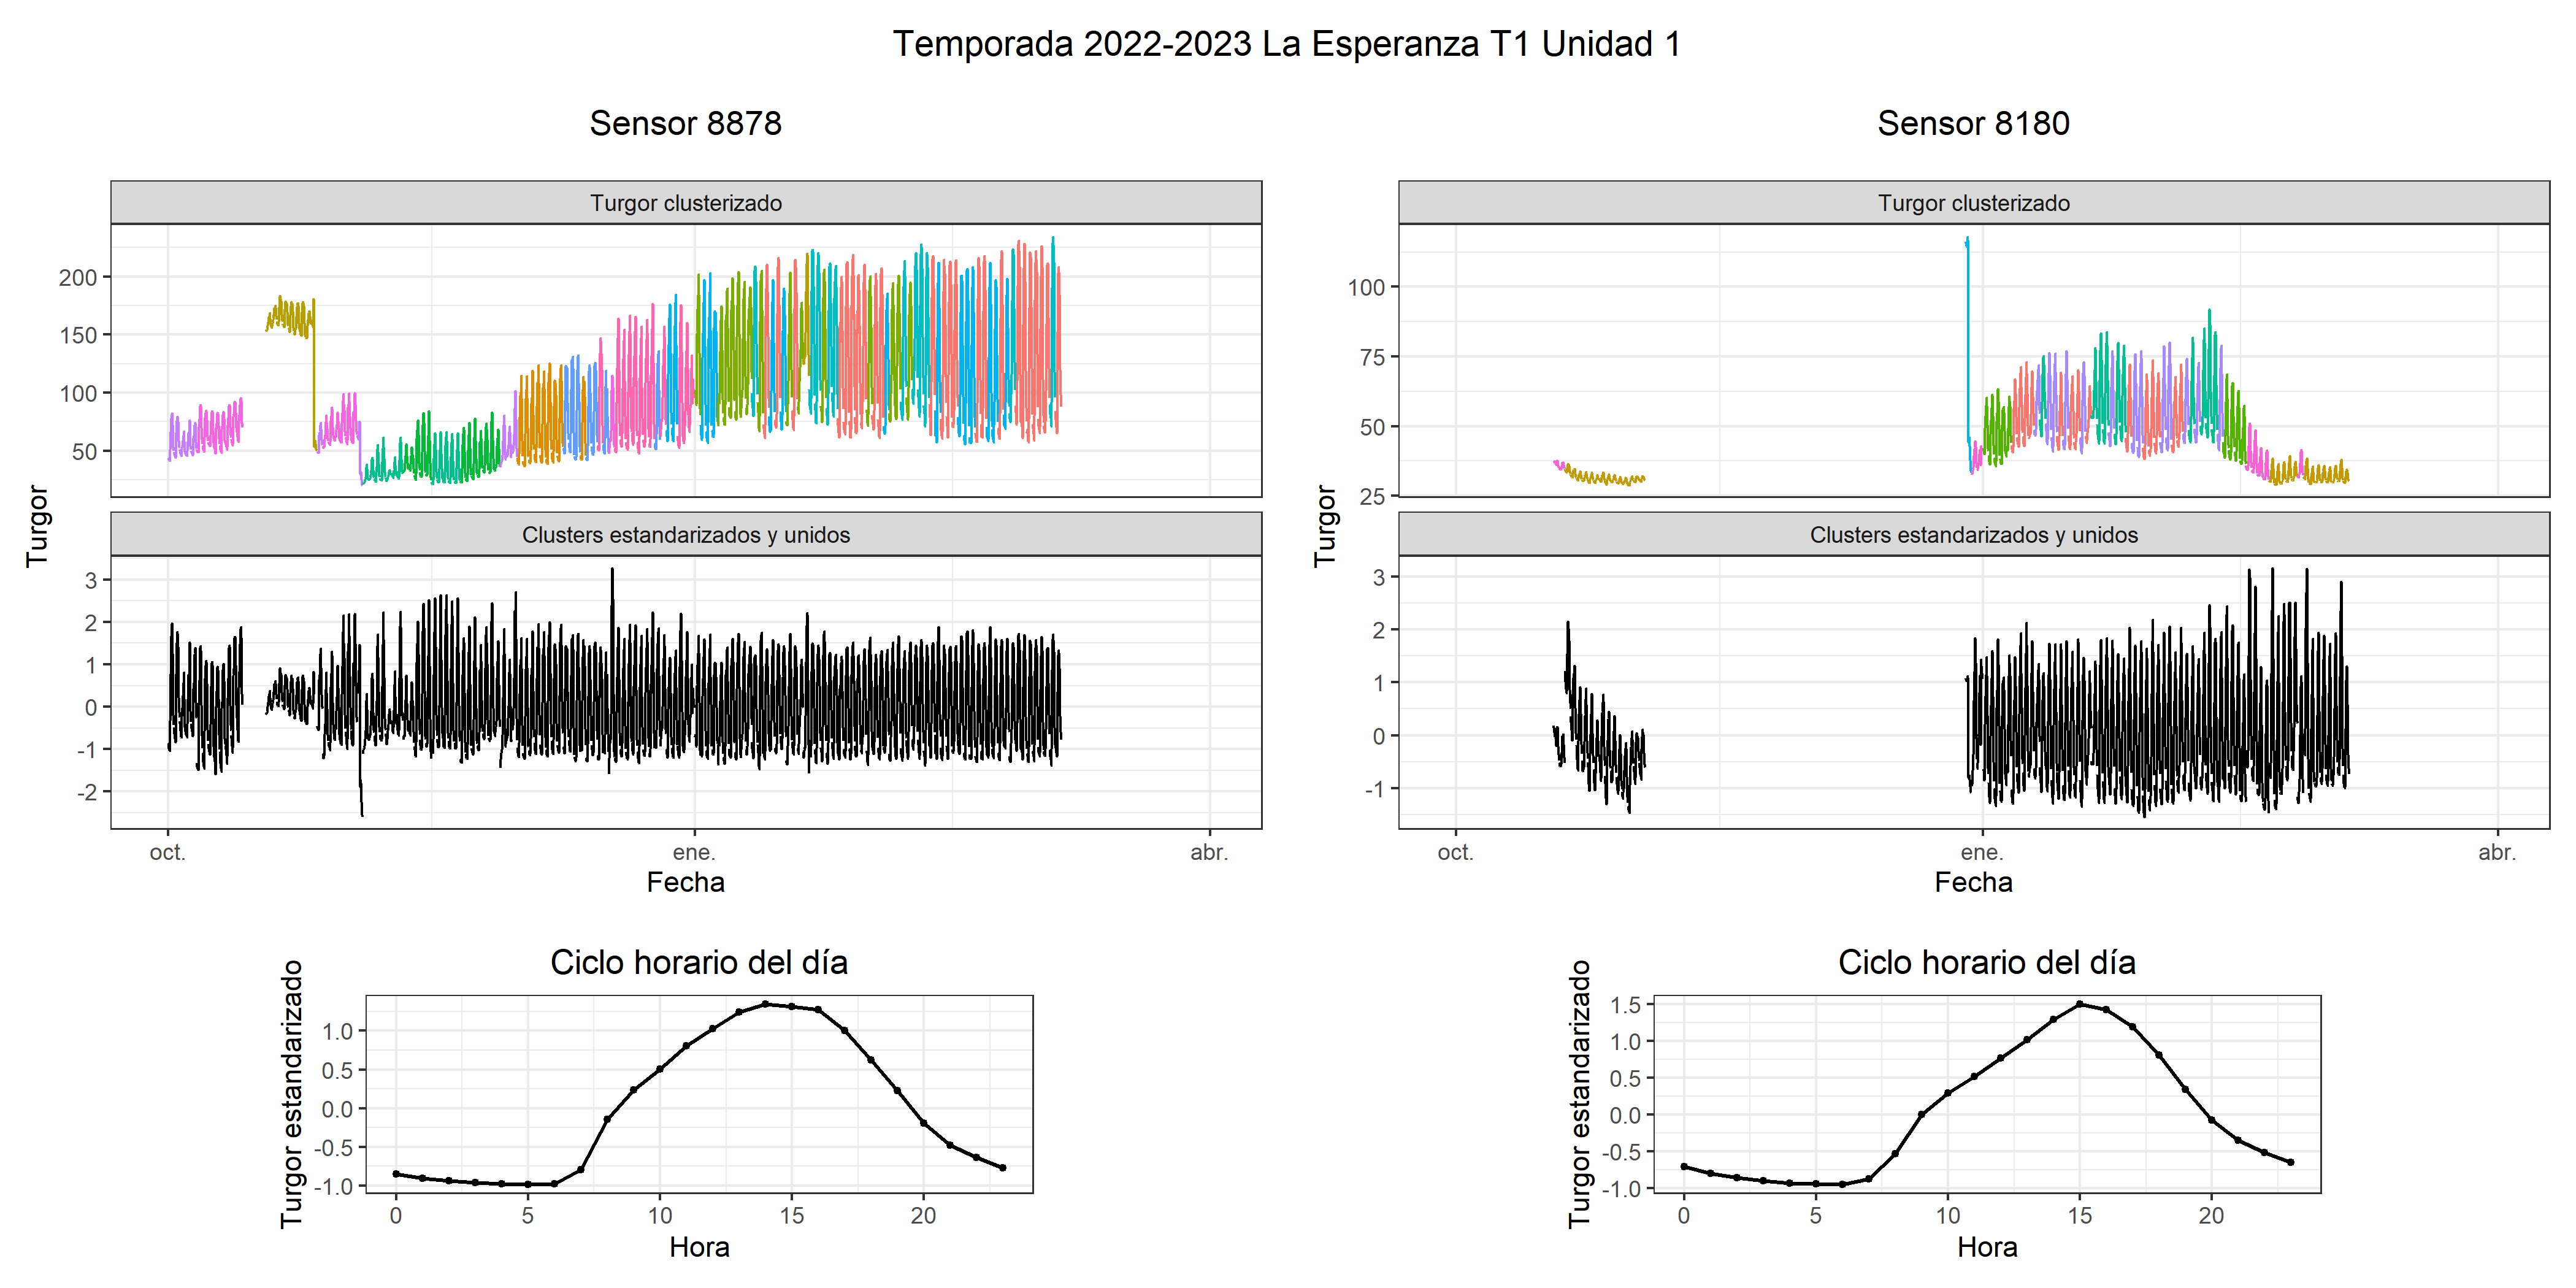 Temporada 2022-2023 La Esperanza T1 Unidad 1
Sensor 8878
Turgor clusterizado
200
150
100
50
Clusters estandarizados y unidos
3
2
1
0
-1
-2
Turgor
oct.
ene.
abr.
Fecha
Ciclo horario del día
1.0
0.5
0.0
-0.5
-1.0
Turgor estandarizado
0
5
10
15
20
Hora
Sensor 8180
Turgor clusterizado
100
75
50
25
Clusters estandarizados y unidos
3
2
1
0
-1
Turgor
oct.
ene.
abr.
Fecha
Ciclo horario del día
1.5
1.0
0.5
0.0
-0.5
-1.0
Turgor estandarizado
0
5
10
15
20
Hora